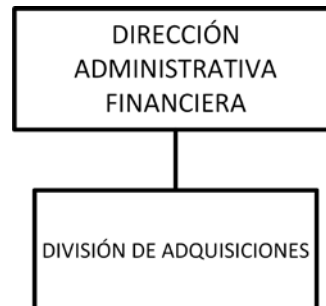 DIRECCIÓN
ADMINISTRATIVA
FINANCIERA
DIVISIÓN DE ADQUISICIONES